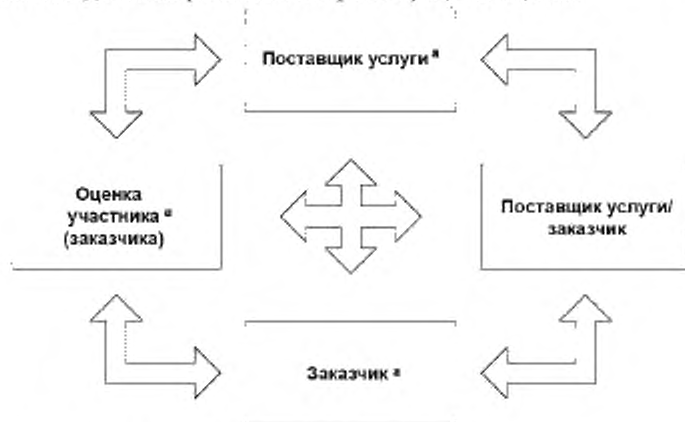 Поставщик услуги ª
Оценка
участника ª
(заказчика)
Поставщик услуги/
заказчик
Заказчик ª